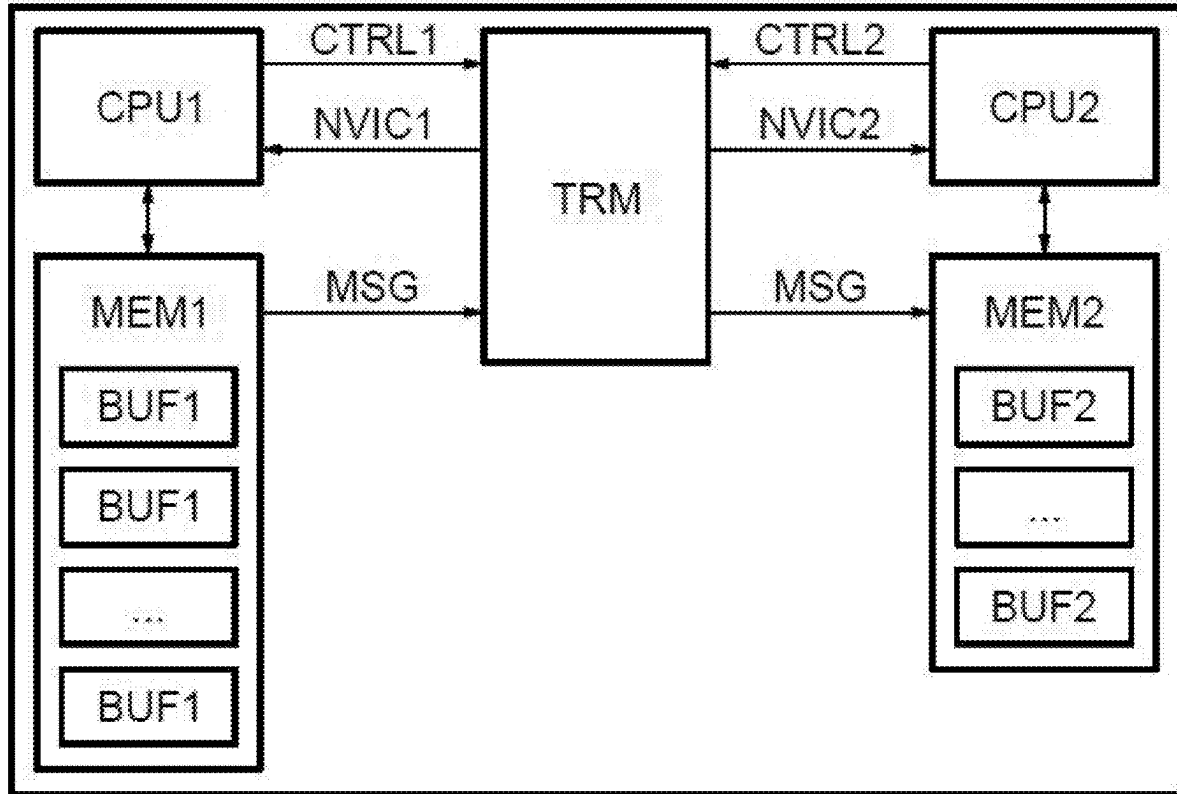 CTRL1
CTRL2
CPU1
CPU2
NVIC1
NVIC2
TRM
MSG
MSG
MEM1
MEM2
BUF1
BUF2
BUF1
...
...
BUF2
BUF1